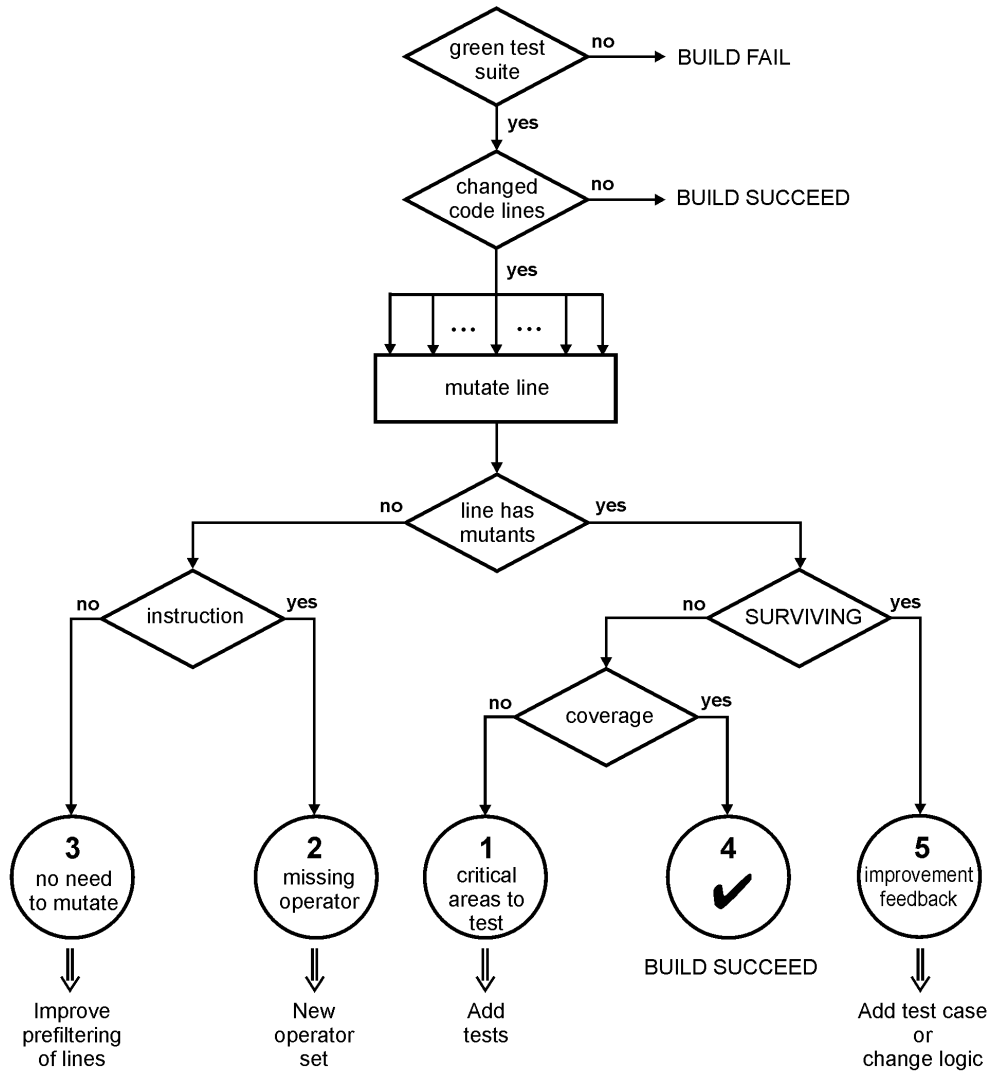 green test
suite
no
BUILD FAIL
yes
changed
code lines
no
BUILD SUCCEED
yes
... ...
mutate line
no
line has
mutants
yes
no
instruction
yes
no
SURVIVING
yes
no
coverage
yes
3
no need
to mutate
2
missing
operator
1
critical
areas to
test
4
✔
5
improvement
feedback
BUILD SUCCEED
Improve
prefiltering
of lines
New
operator
set
Add
tests
Add test case
or
change logic